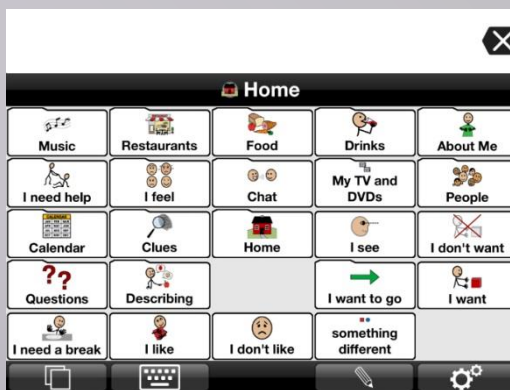 Home
Music
Restaurants
Food
Drinks
About Me
I need help
I feel
Chat
My TV and
DVDs
People
Calendar
Clues
Home
I see
I don't want
Questions
Describing
I want to go
I want
I need a break
I like
I don't like
something
different